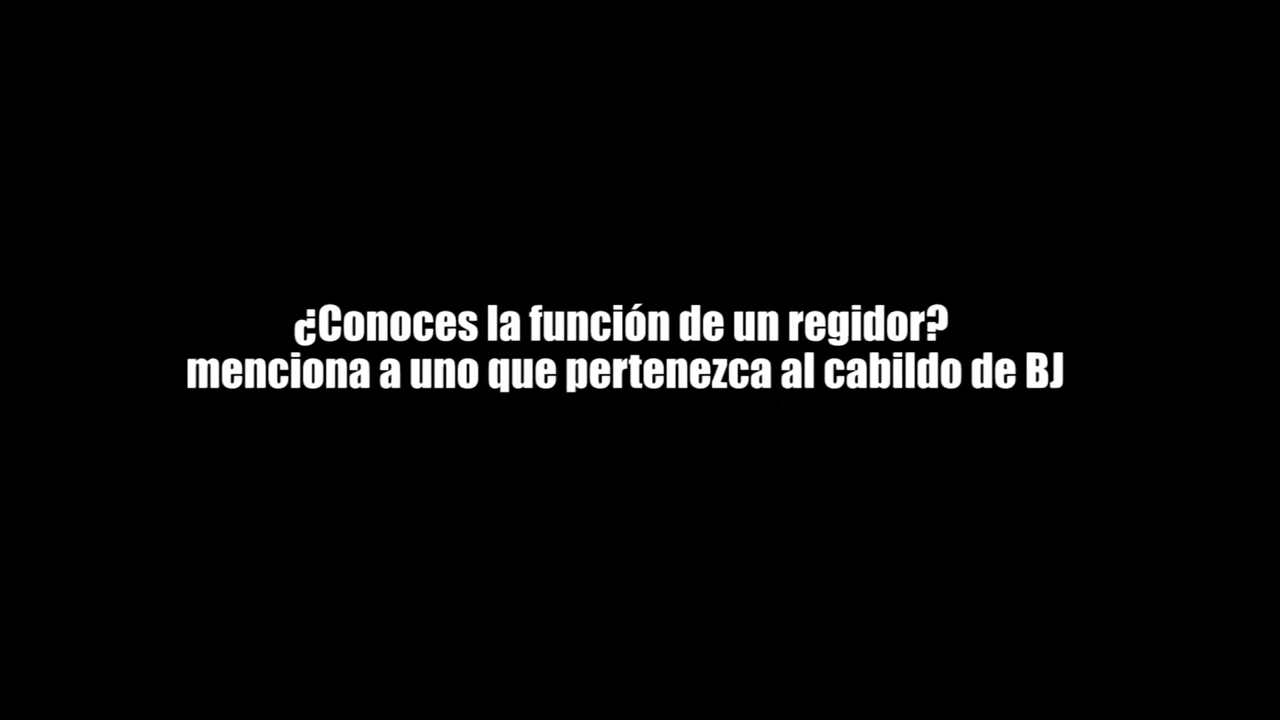 ¿Conoces la función de un regidor?
menciona a uno que pertenezca al cabildo de BJ